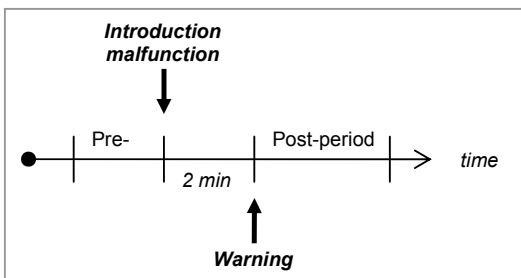 Introduction
malfunction
Pre-
Post-period
2 min
time
Warning